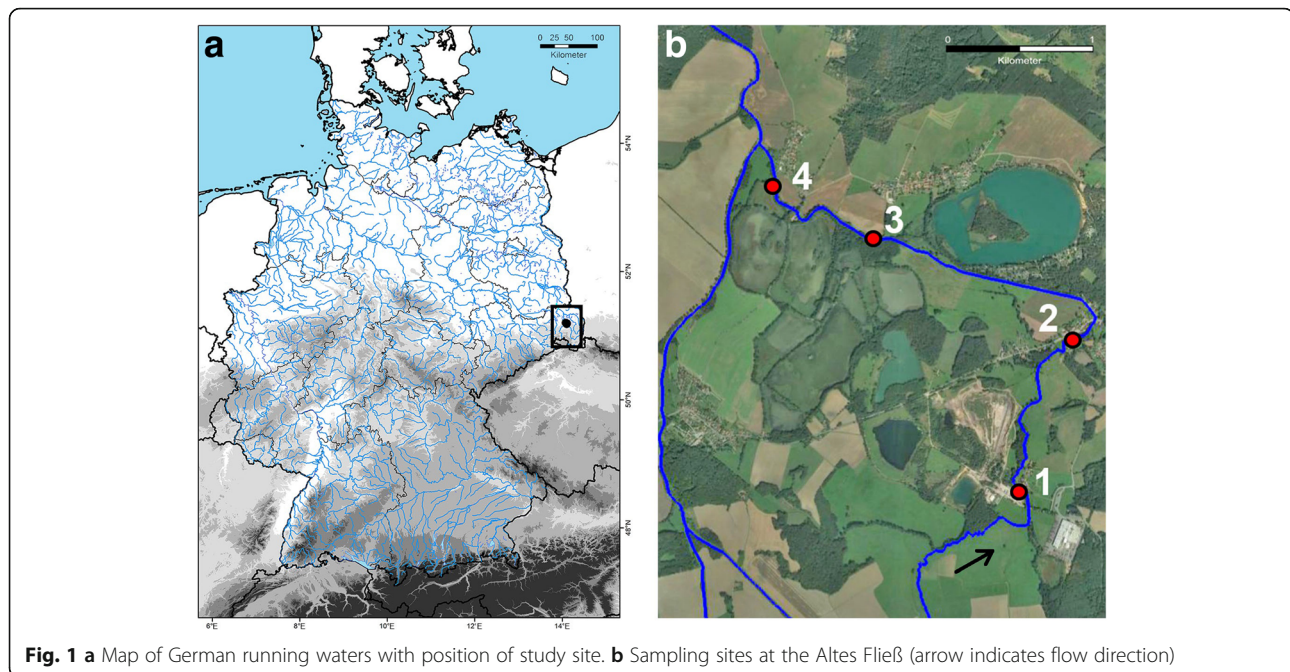 a
0 25 50 100
Kilometer
54°N
52°N
50°N
48°N
6°E 8°E 10°E 12°E 14°E
b
0 1
Kilometer
4
3
2
1
Fig. 1 a Map of German running waters with position of study site. b Sampling sites at the Altes Fließ (arrow indicates flow direction)